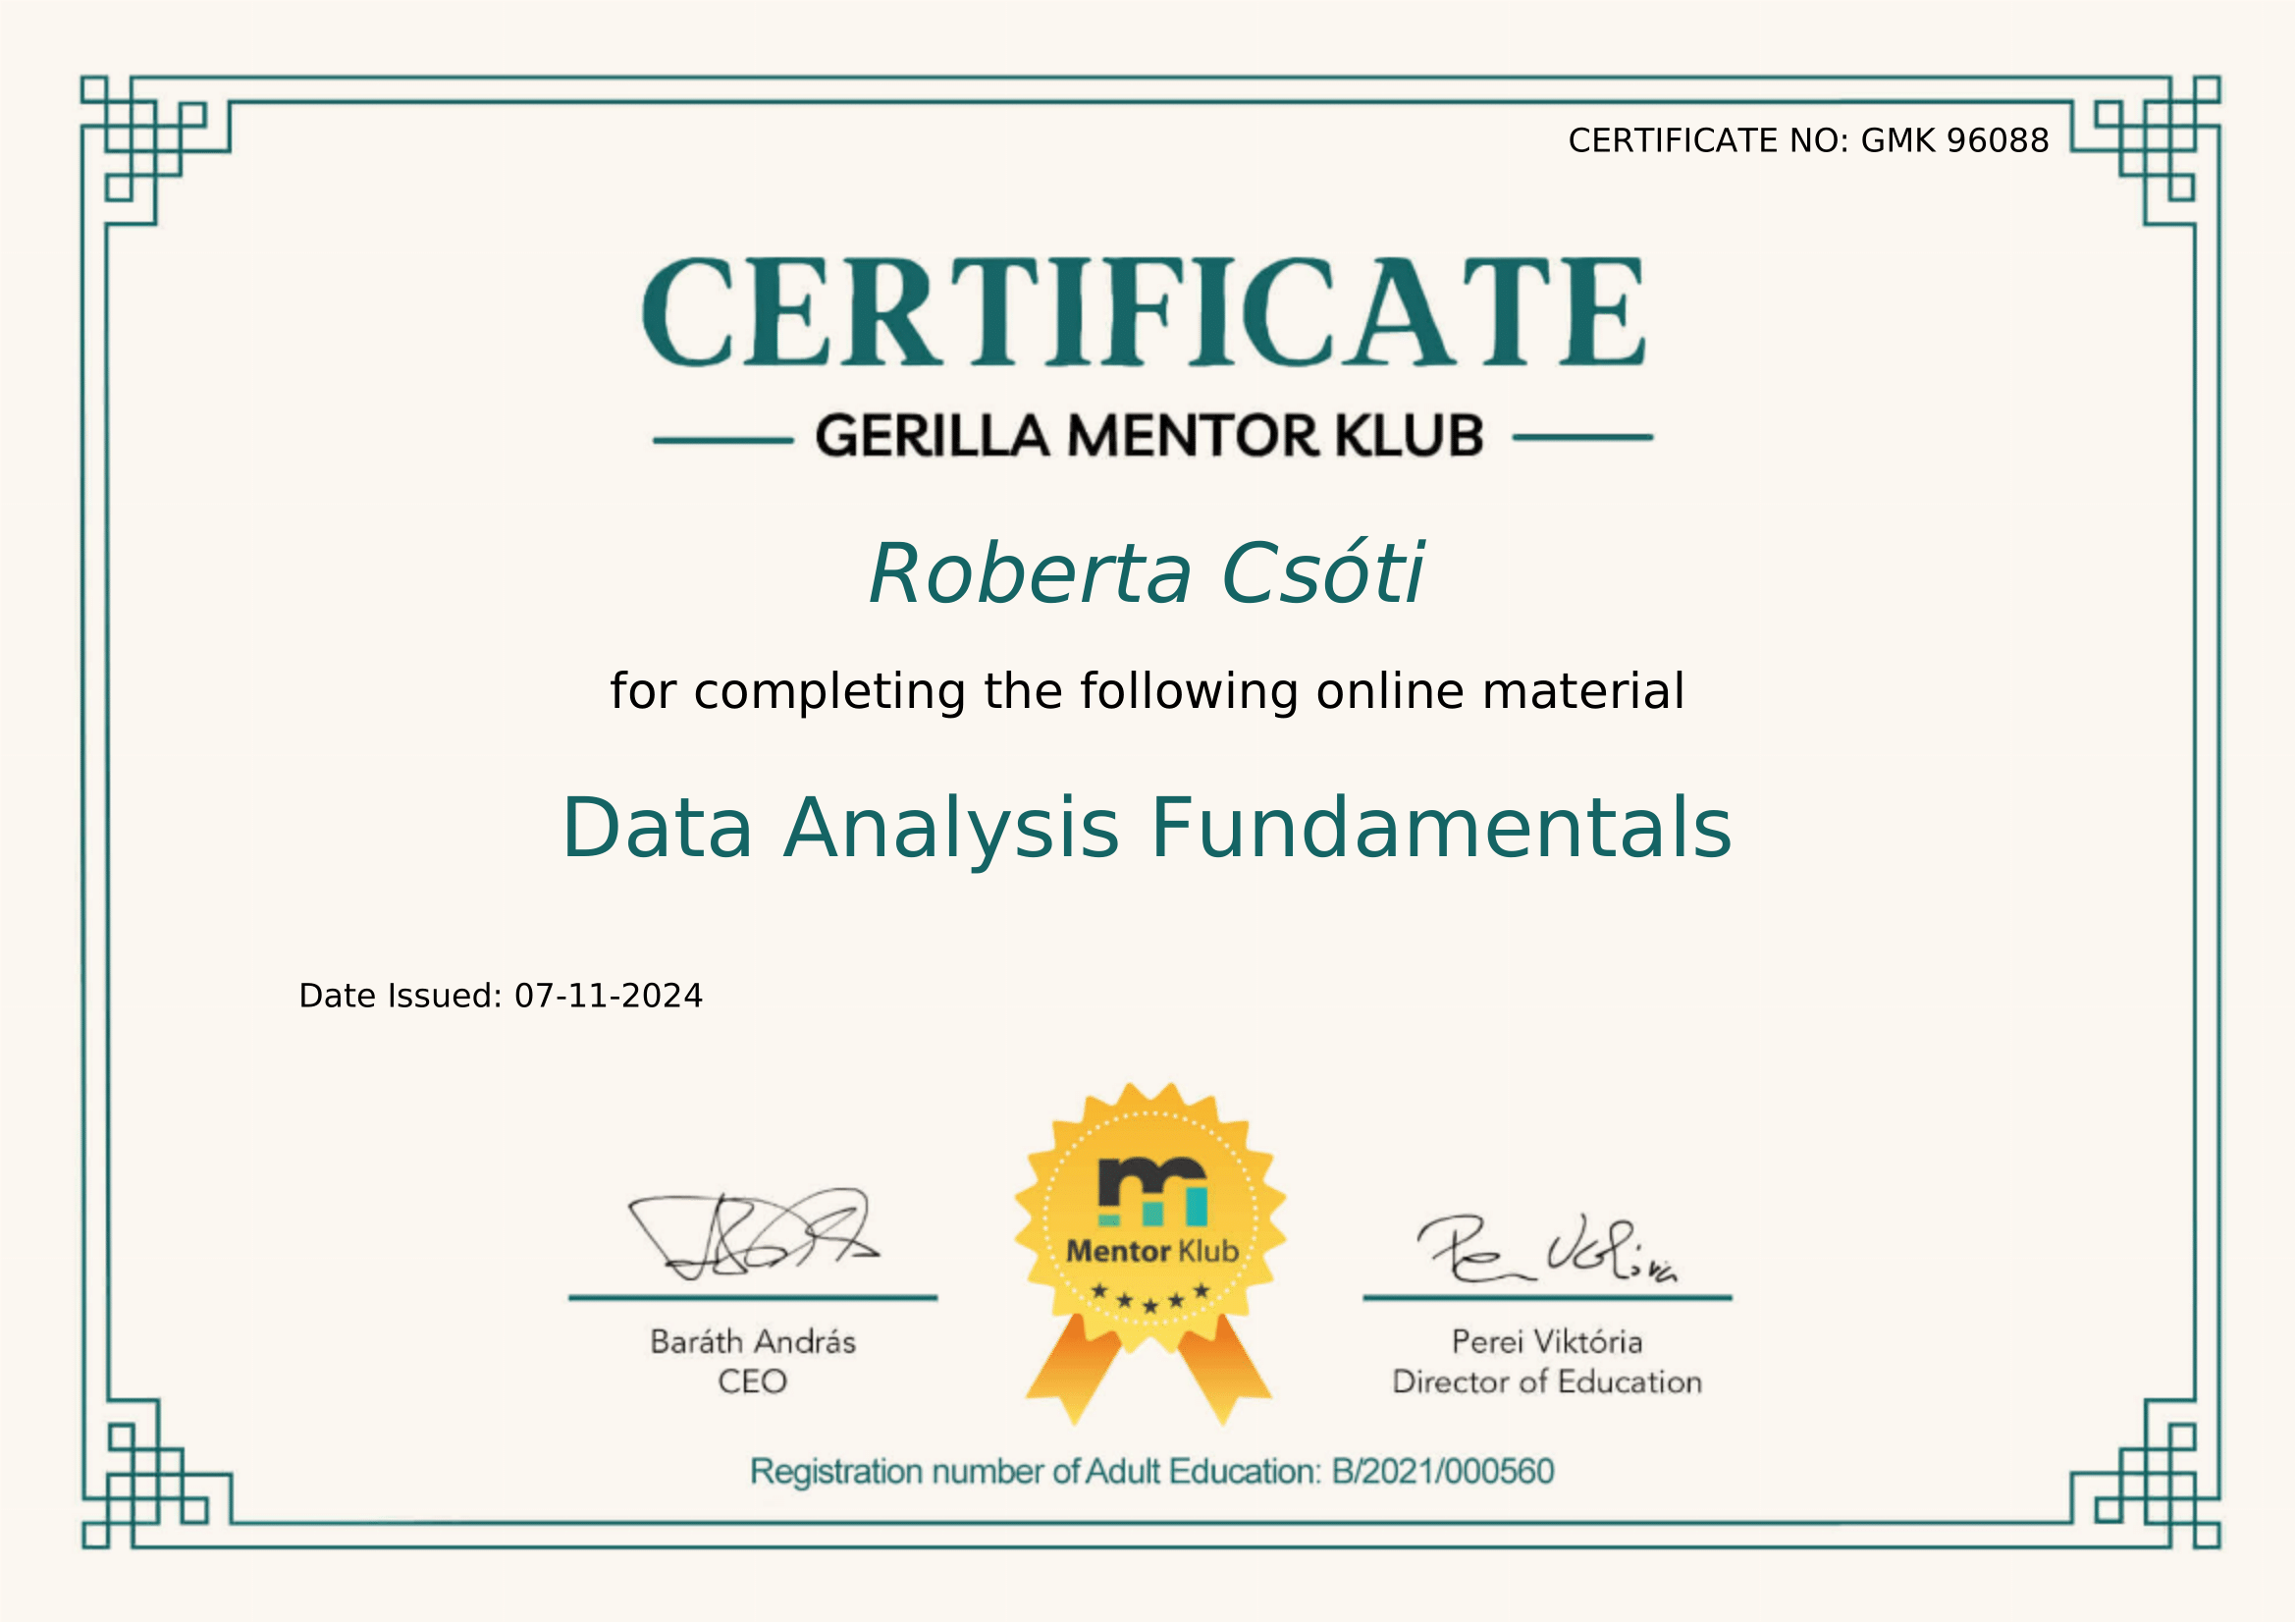 CERTIFICATE NO: GMK 96088
CERTIFICATE
GERILLA MENTOR KLUB
Roberta Csóti
for completing the following online material
Data Analysis Fundamentals
Date Issued: 07-11-2024
Mentor Klub
Baráth András
CEO
Perei Viktória
Director of Education
Registration number of Adult Education: B/2021/000560